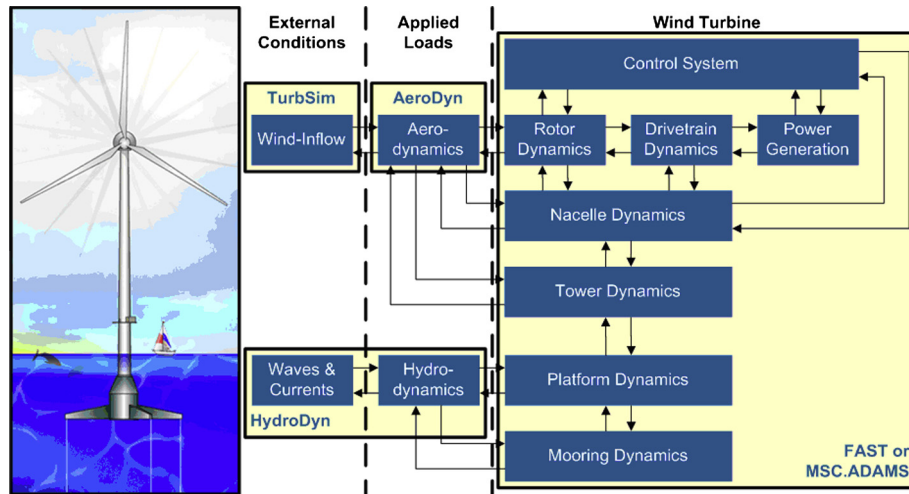 External
Conditions
Applied
Loads
Wind Turbine
TurbSim
Wind-Inflow
AeroDyn
Aero-
dynamics
Control System
Rotor
Dynamics
Drivetrain
Dynamics
Power
Generation
Nacelle Dynamics
Tower Dynamics
Waves &
Currents
HydroDyn
Hydro-
dynamics
Platform Dynamics
Mooring Dynamics
FAST or
MSC.ADAMS